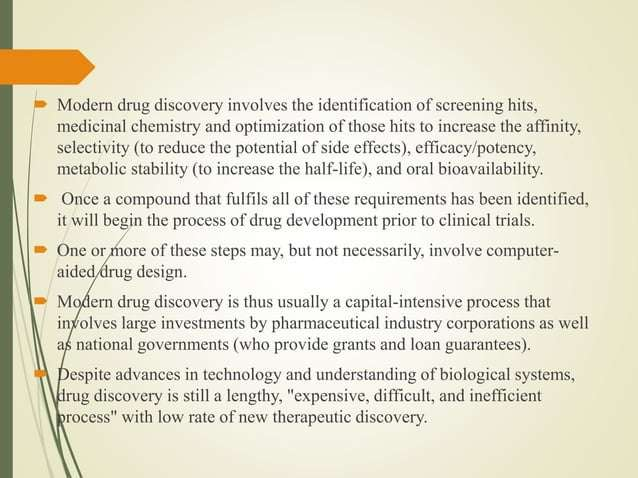 Modern drug discovery involves the identification of screening hits,
medicinal chemistry and optimization of those hits to increase the affinity,
selectivity (to reduce the potential of side effects), efficacy/potency,
metabolic stability (to increase the half-life), and oral bioavailability.
Once a compound that fulfils all of these requirements has been identified,
it will begin the process of drug development prior to clinical trials.
One or more of these steps may, but not necessarily, involve computer-
aided drug design.
Modern drug discovery is thus usually a capital-intensive process that
involves large investments by pharmaceutical industry corporations as well
as national governments (who provide grants and loan guarantees).
Despite advances in technology and understanding of biological systems,
drug discovery is still a lengthy, "expensive, difficult, and inefficient
process" with low rate of new therapeutic discovery.